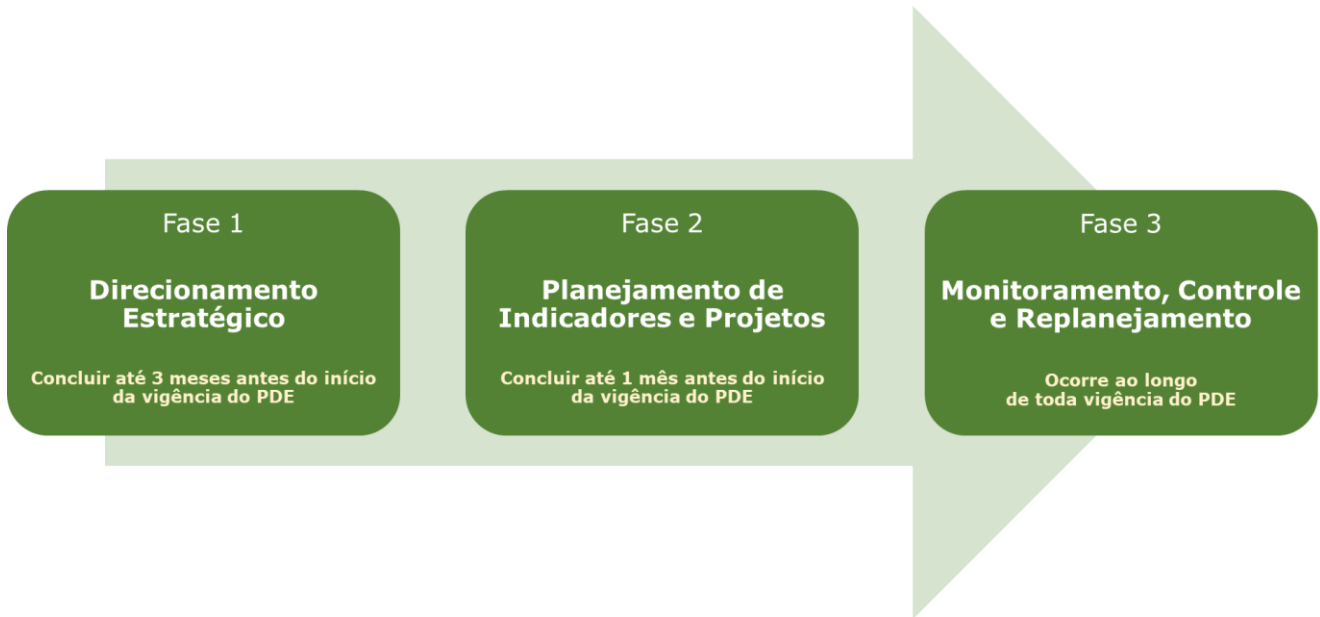 Fase 1
Direcionamento
Estratégico
Concluir até 3 meses antes do início
da vigência do PDE
Fase 2
Planejamento de
Indicadores e Projetos
Concluir até 1 mês antes do início
da vigência do PDE
Fase 3
Monitoramento, Controle
e Replanejamento
Ocorre ao longo
de toda vigência do PDE